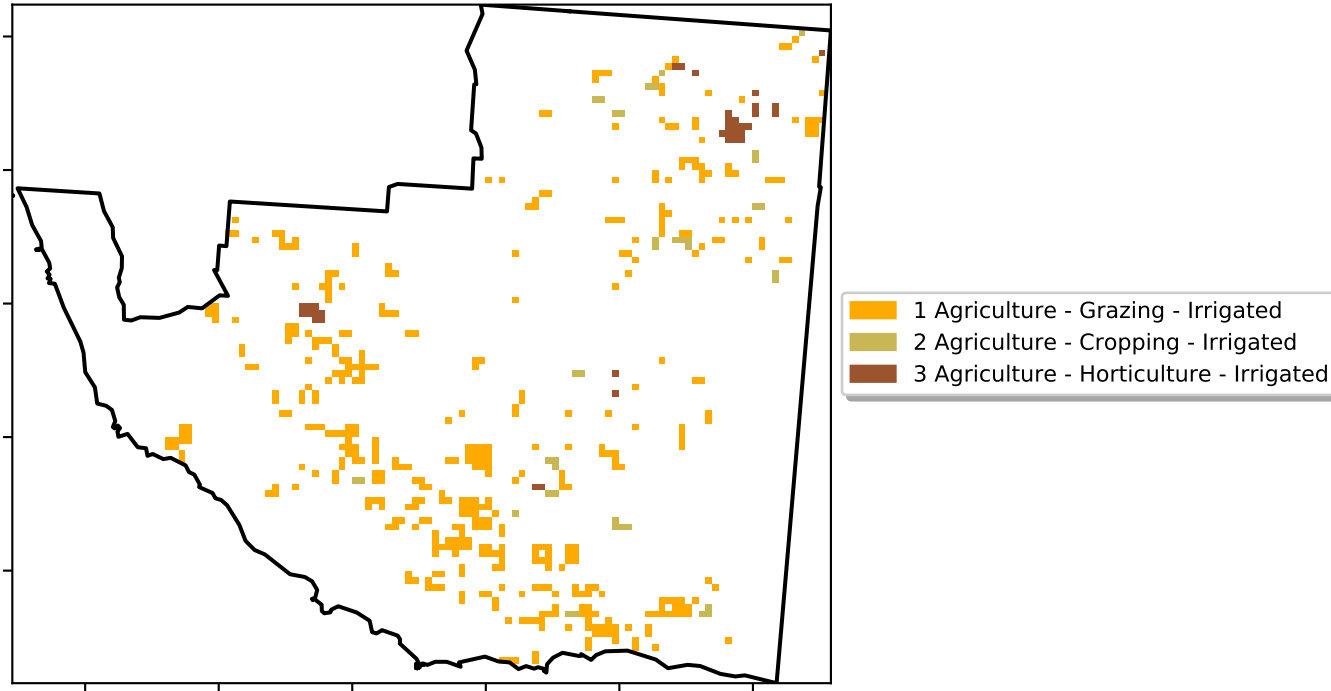 1 Agriculture - Grazing - Irrigated
2 Agriculture - Cropping - Irrigated
3 Agriculture - Horticulture - Irrigated